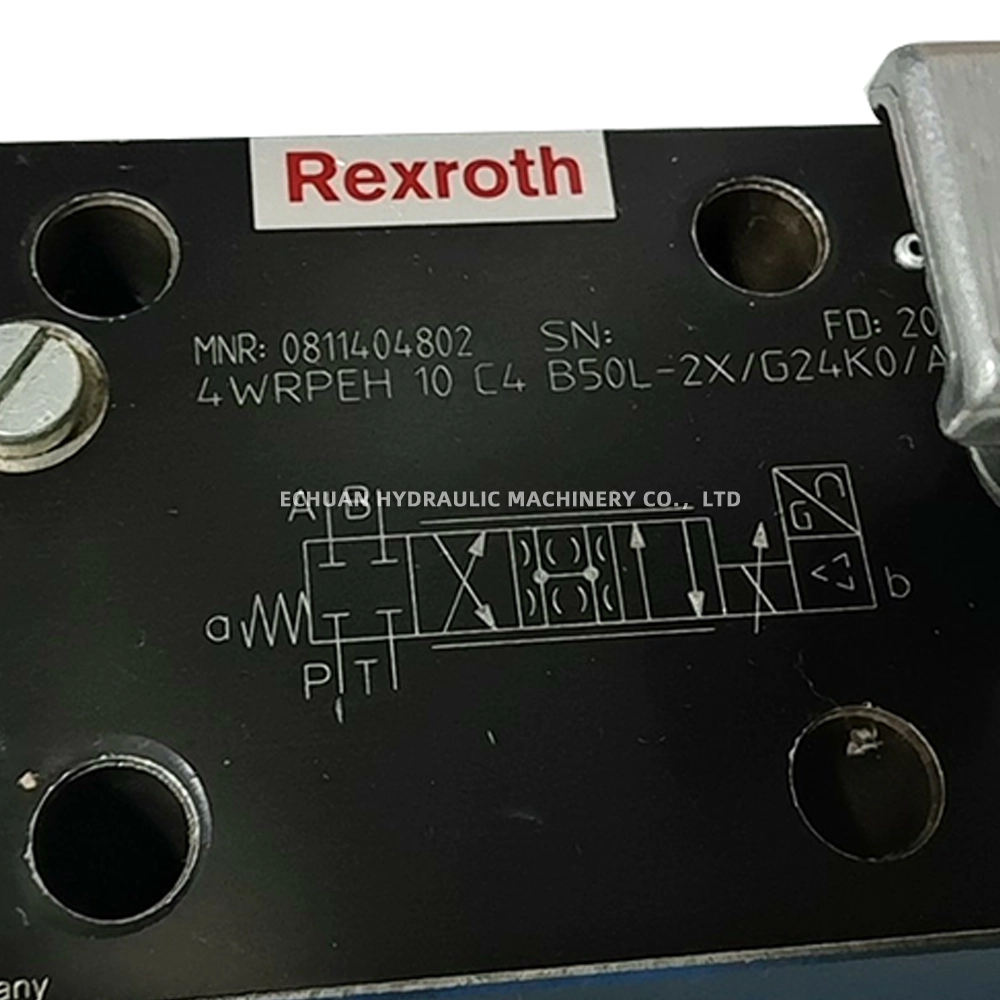 Rexroth
MNR: 0811404802 SN: FD: 20
4WRPEH 10 C4 B50L-2X/G24K0/A
ECHUAN HYDRAULIC MACHINERY CO., LTD
A B
a b
P T
any